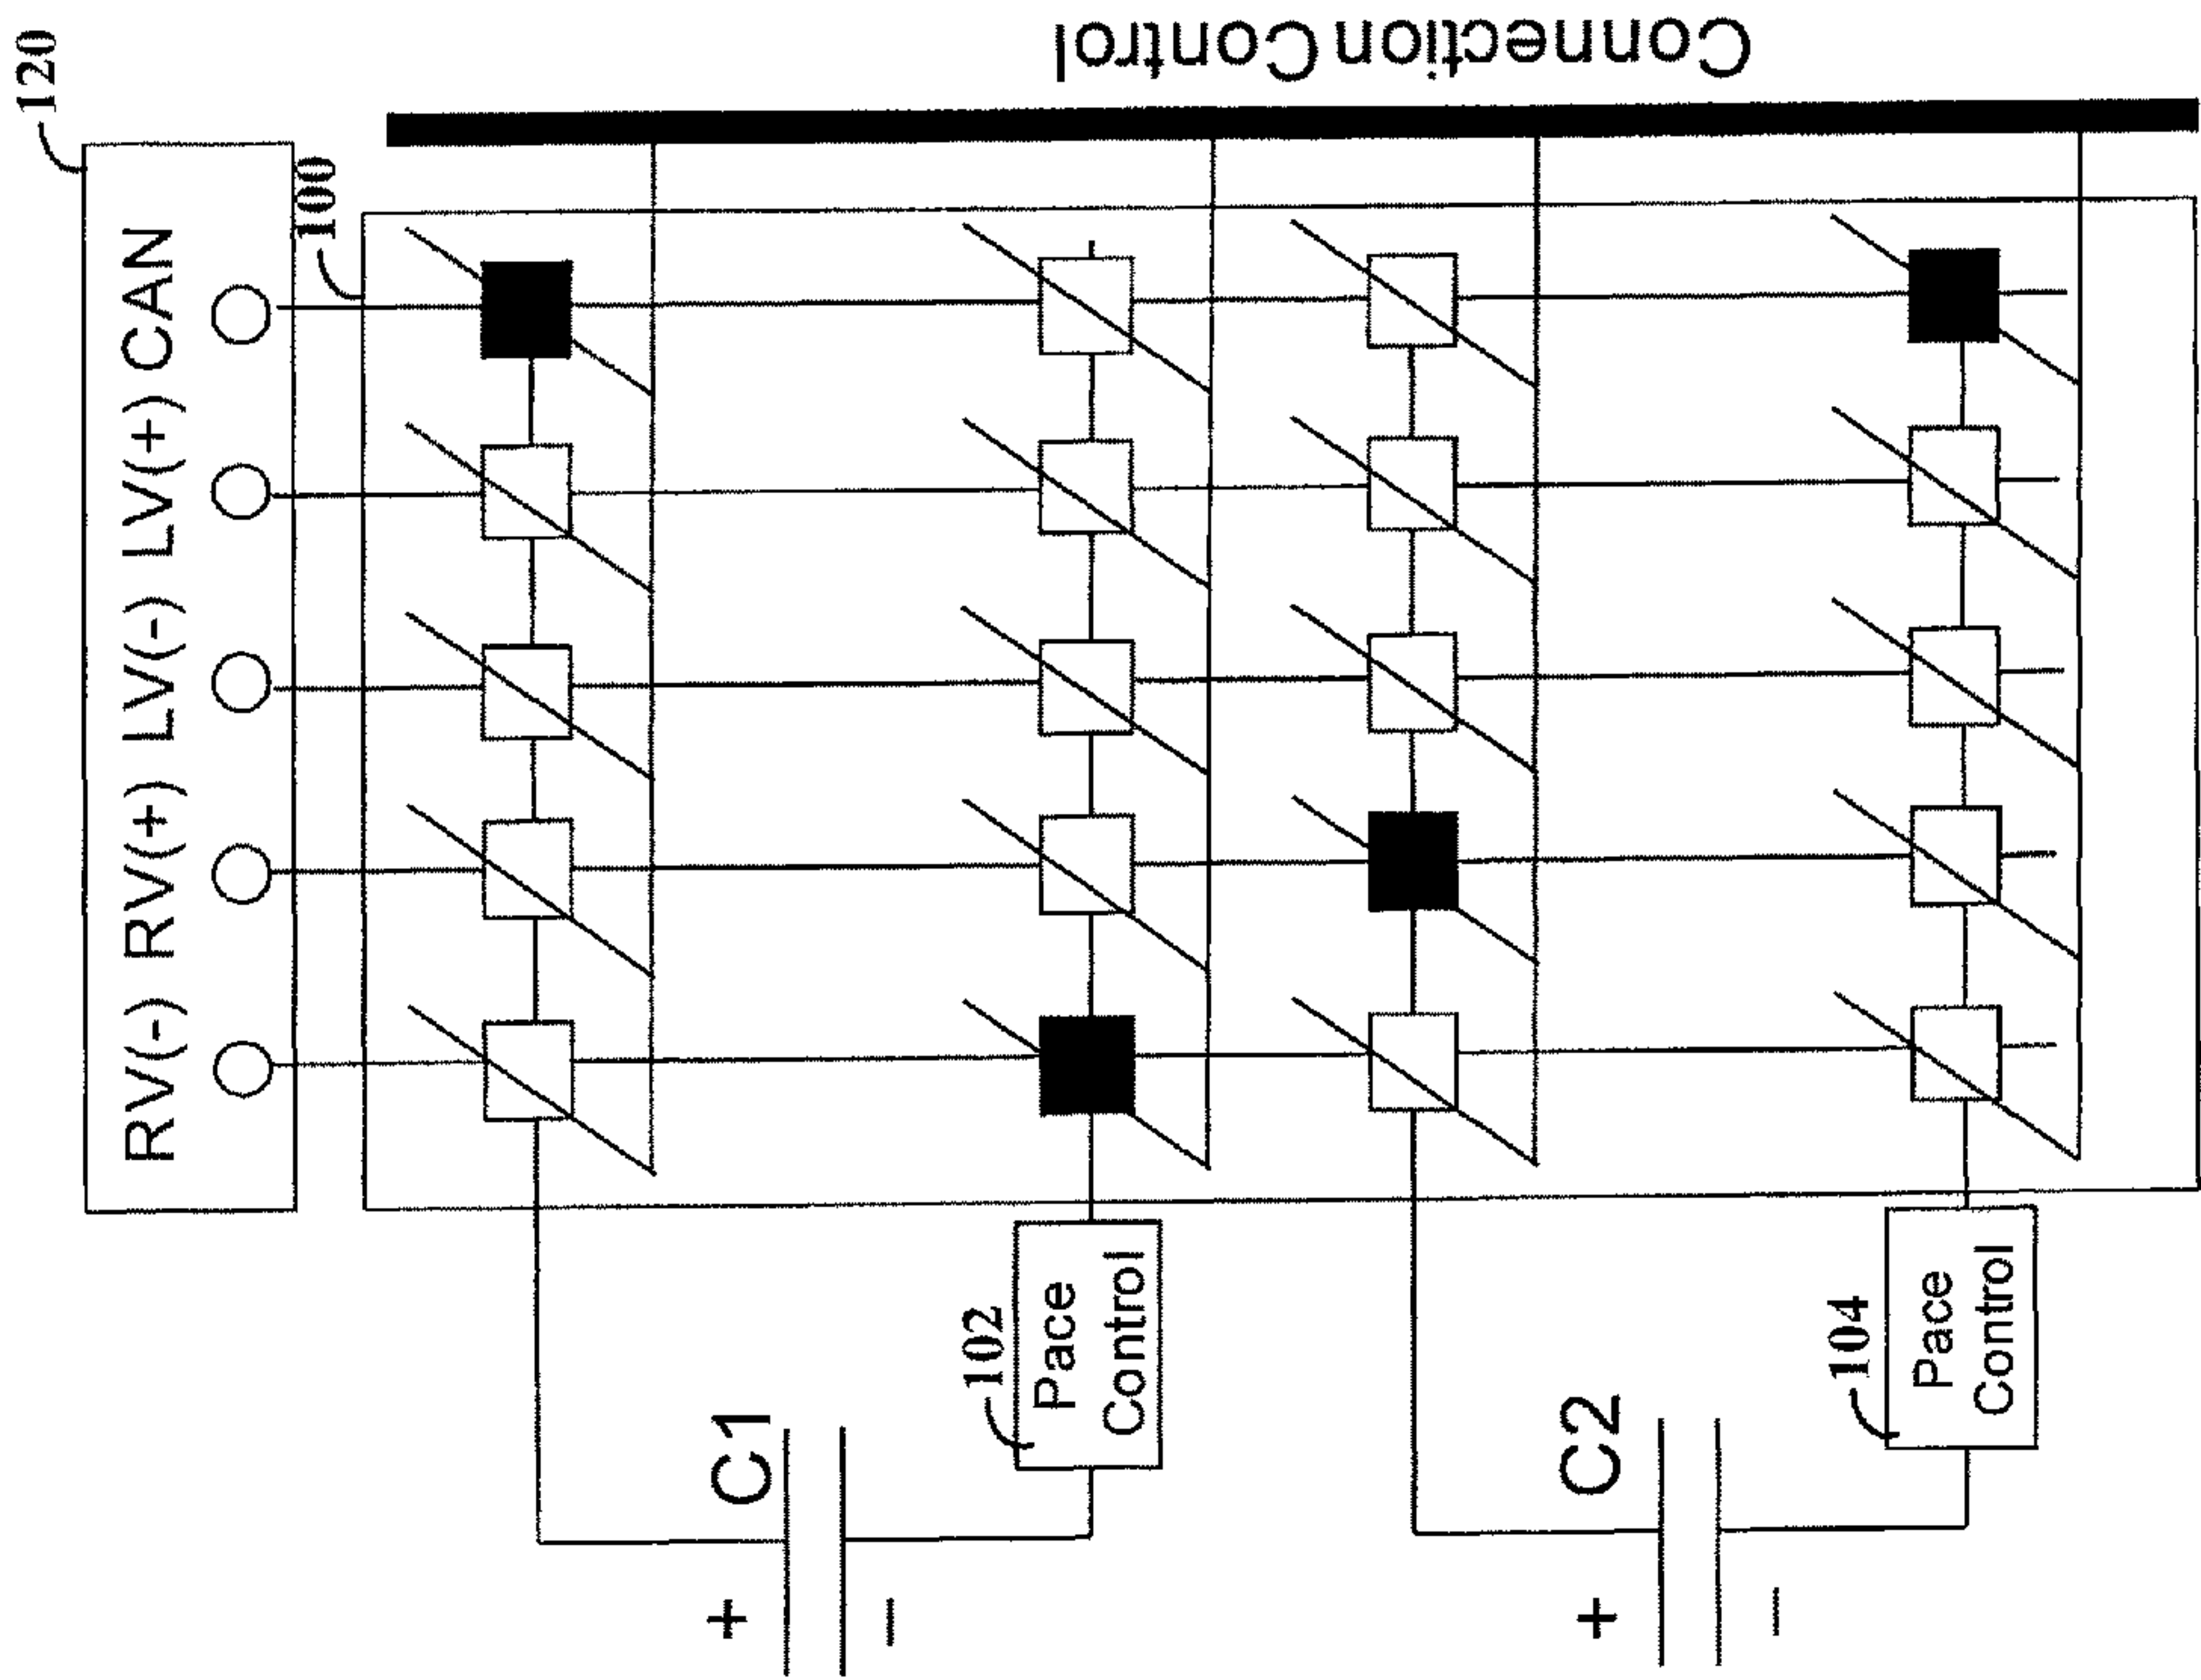 120
RV(-) RV(+) LV(-) LV(+) CAN
100
Connection Control
C1
+
−
102
Pace
Control
C2
+
−
104
Pace
Control